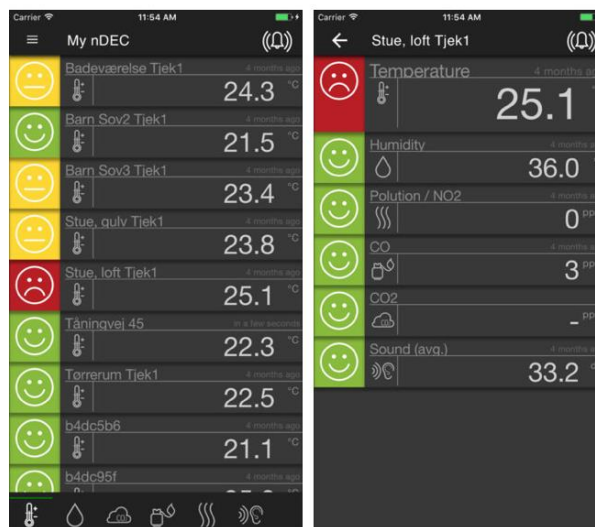 Carrier 11:54 AM
My nDEC
Badeværelse Tjek1 4 months ago
24.3 °C
Barn Sov2 Tjek1 4 months ago
21.5 °C
Barn Sov3 Tjek1 4 months ago
23.4 °C
Stue, gulv Tjek1 4 months ago
23.8 °C
Stue, loft Tjek1 4 months ago
25.1 °C
Tåningvej 45 in a few seconds
22.3 °C
Tørrerum Tjek1 4 months ago
22.5 °C
b4dc5b6 4 months ago
21.1 °C
b4dc95f 4 months ago
Carrier 11:54 AM
Stue, loft Tjek1
Temperature 4 months ag
25.1
Humidity 4 months a
36.0
Polution / NO2 4 months a
0 pp
CO 4 months a
3 pp
CO2
- pp
Sound (avg.) 4 months a
33.2